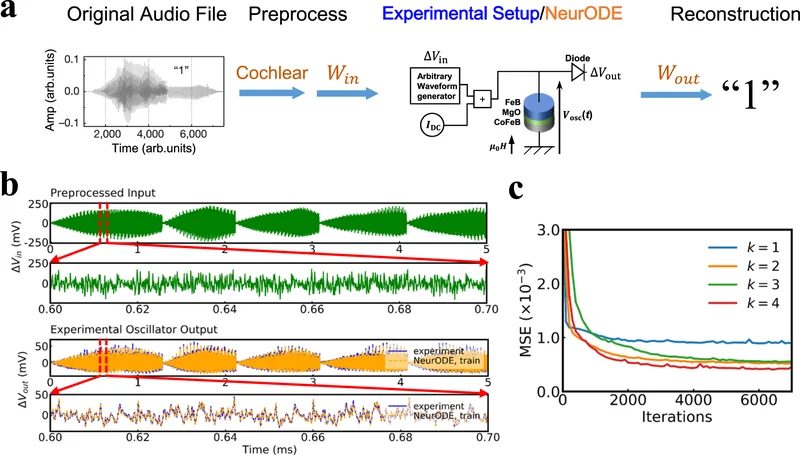 a
Original Audio File
Preprocess
Experimental Setup/NeurODE
Reconstruction
Amp (arb.units)
0.1
0.0
−0.1
"1"
2,000 4,000 6,000
Time (arb.units)
Cochlear
W_in
ΔV_in
Arbitrary
Waveform
generator
+
I_DC
FeB
MgO
CoFeB
μ₀H
Diode
ΔV_out
V_osc(t)
W_out
"1"
b
Preprocessed Input
ΔV_in (mV)
250
0
-250
0 1 2 3 4 5
250
0
0.60 0.62 0.64 0.66 0.68 0.70
Experimental Oscillator Output
ΔV_out (mV)
50
0
experiment
NeurODE, train
0 1 2 3 4 5
50
0
experiment
NeurODE, train
0.60 0.62 0.64 0.66 0.68 0.70
Time (ms)
c
MSE (×10⁻³)
3.0
2.0
1.0
0.0
k = 1
k = 2
k = 3
k = 4
0 2000 4000 6000
Iterations